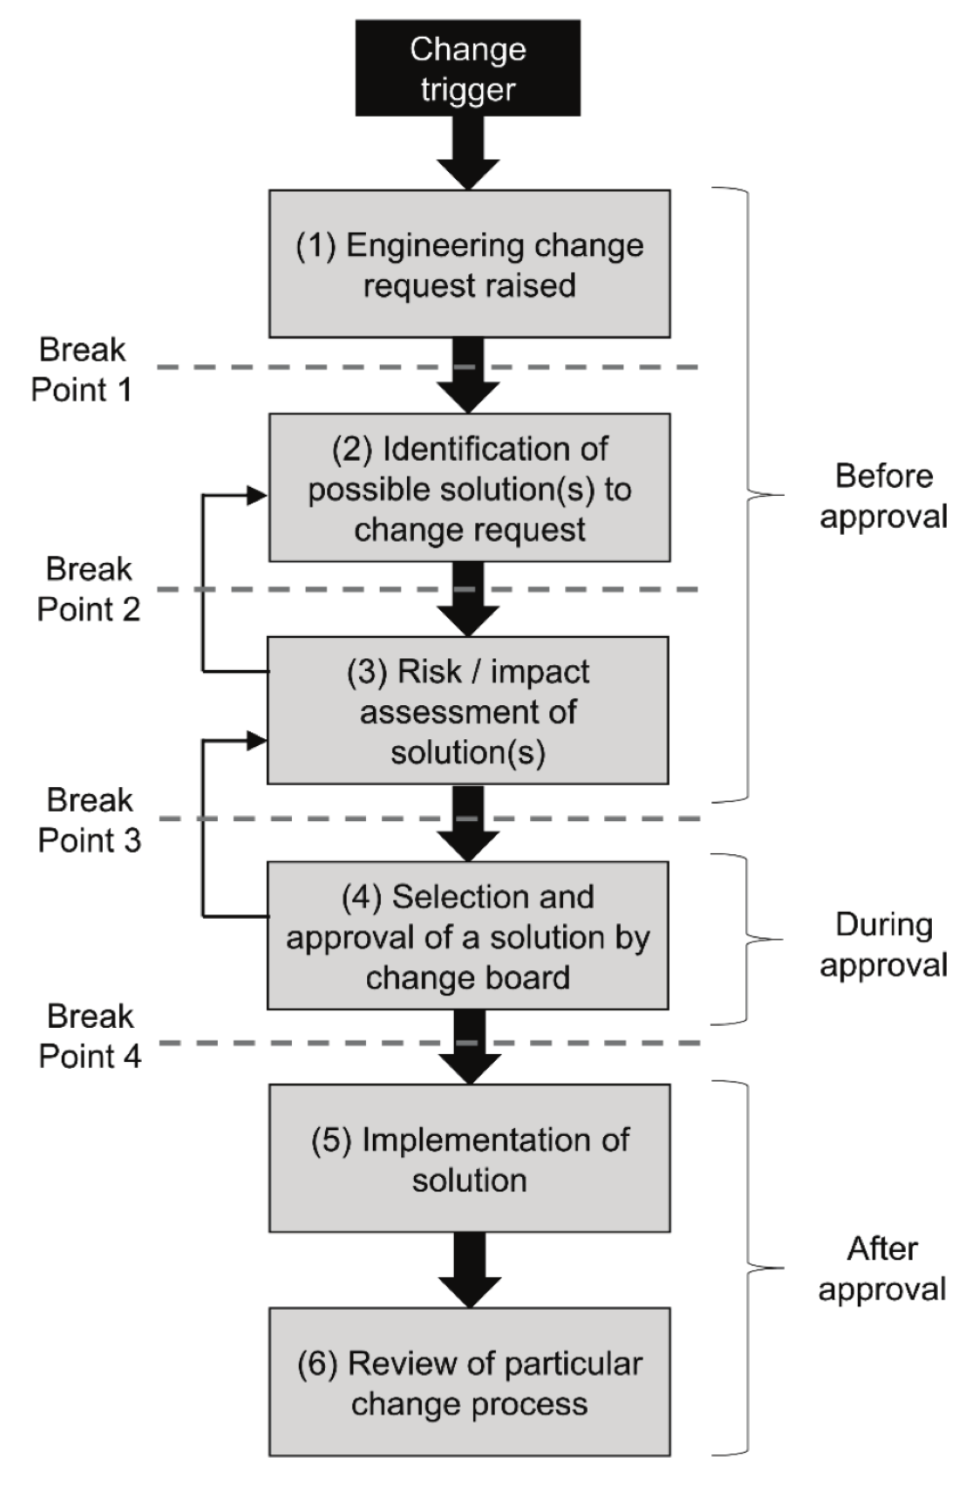 Change
trigger
(1) Engineering change
request raised
Break
Point 1
(2) Identification of
possible solution(s) to
change request
Before
approval
Break
Point 2
(3) Risk / impact
assessment of
solution(s)
Break
Point 3
(4) Selection and
approval of a solution by
change board
During
approval
Break
Point 4
(5) Implementation of
solution
After
approval
(6) Review of particular
change process